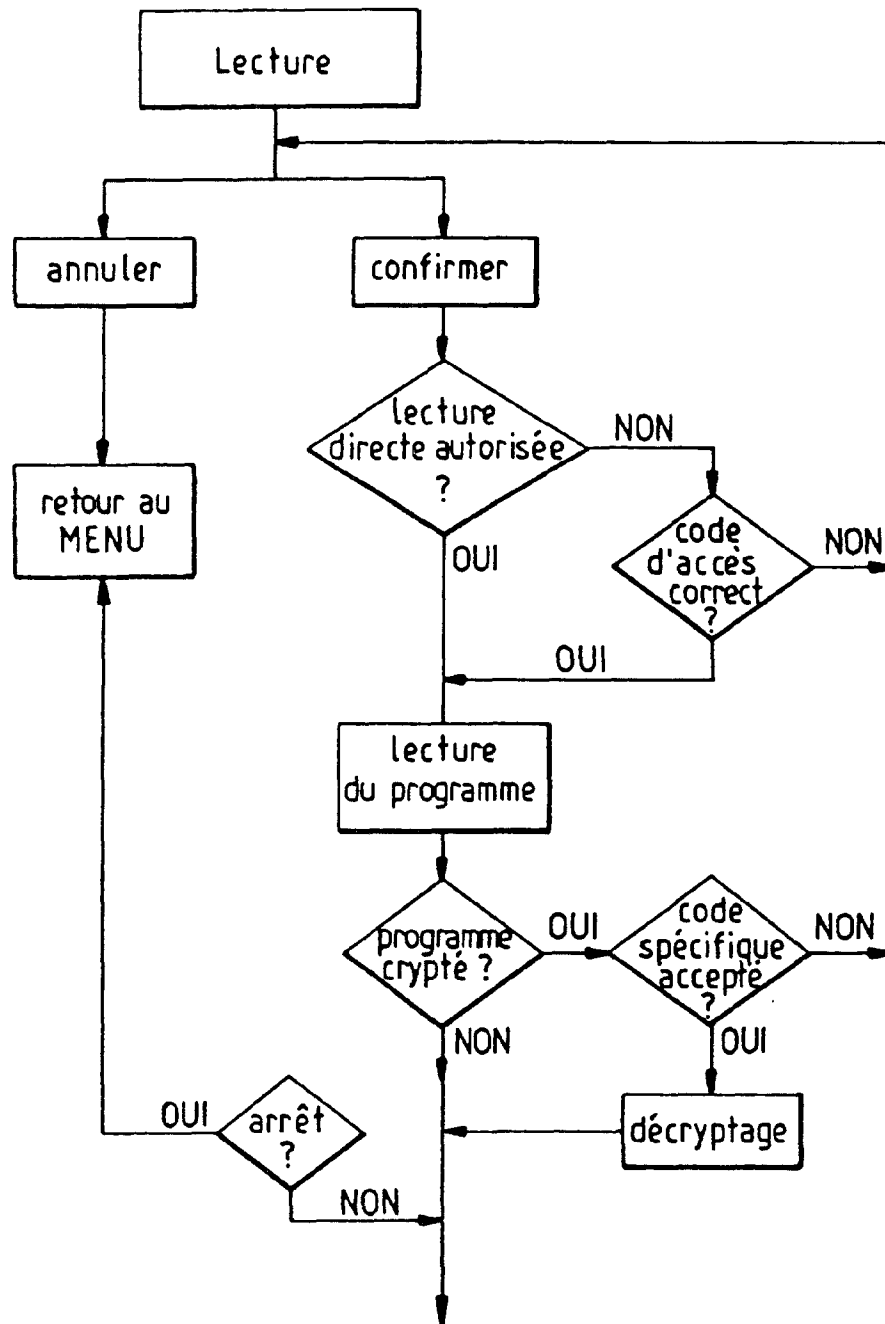 Lecture
annuler
confirmer
lecture
directe autorisée
?
NON
retour au
MENU
OUI
code
d'accès
correct
?
NON
OUI
lecture
du programme
programme
crypté ?
OUI
code
spécifique
accepté
?
NON
NON
OUI
OUI
arrêt
?
décryptage
NON